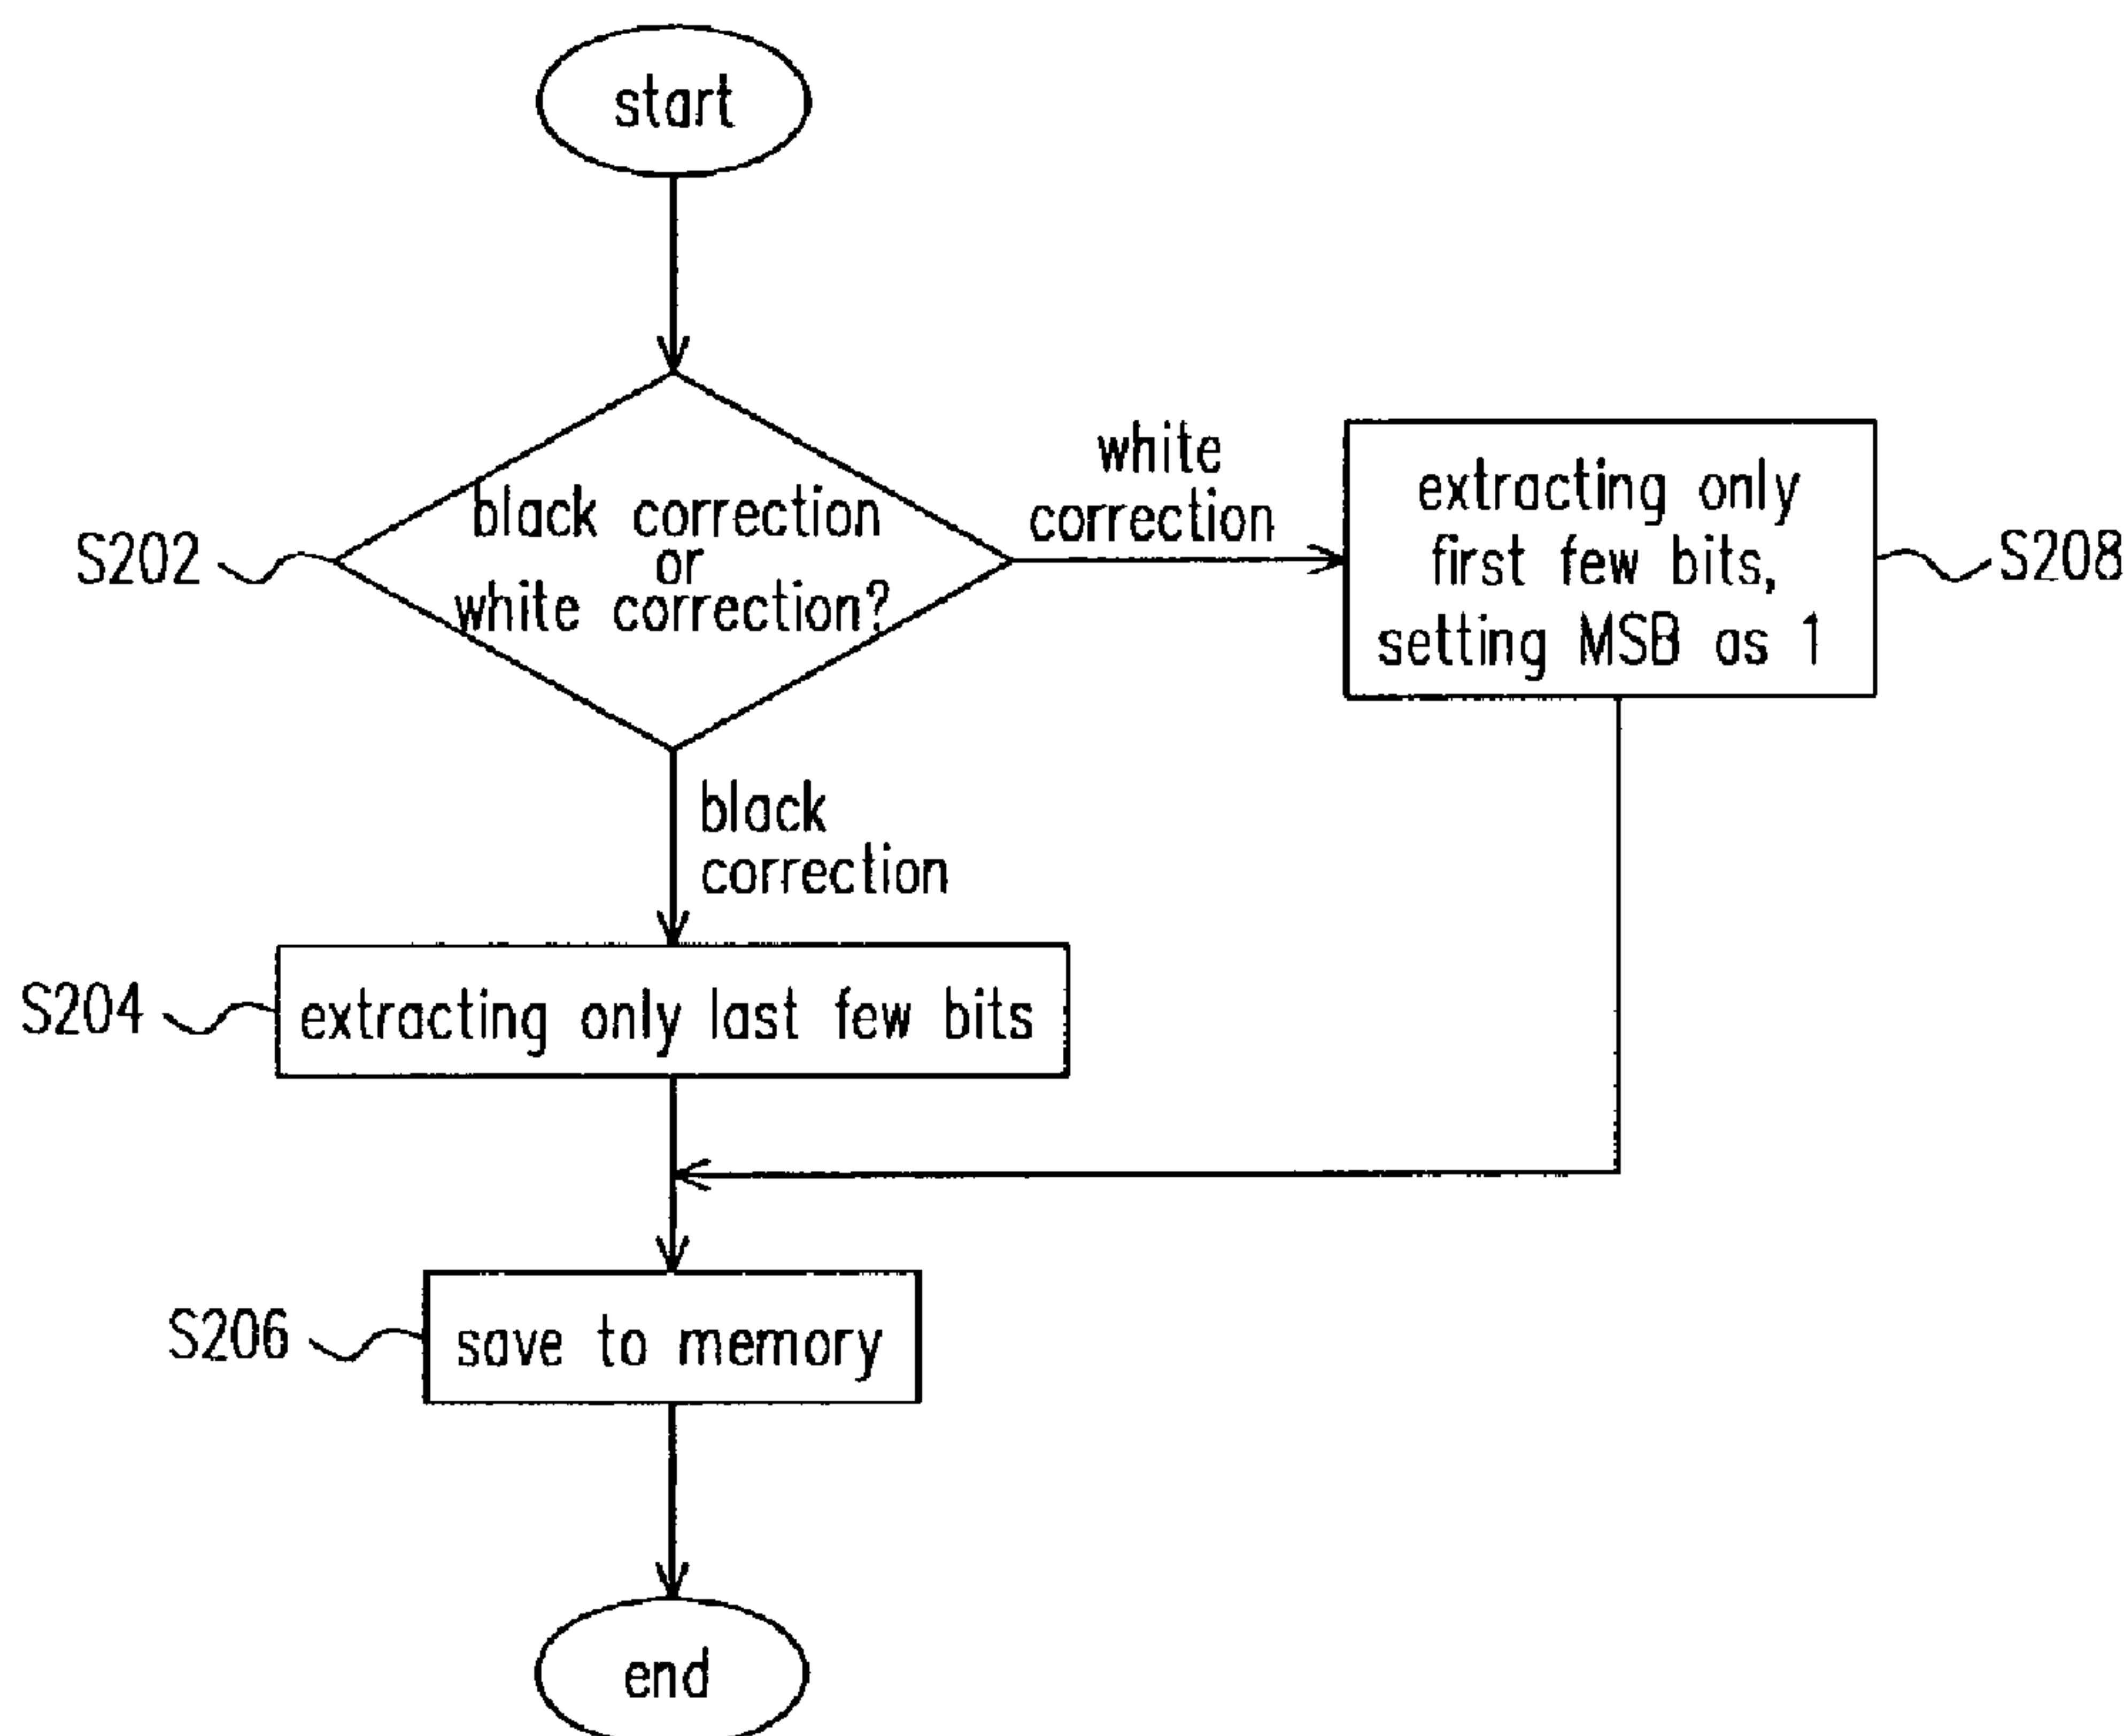 start
black correction
or
white correction?
S202
white
correction
extracting only
first few bits,
setting MSB as 1
S208
black
correction
S204
extracting only last few bits
S206
save to memory
end